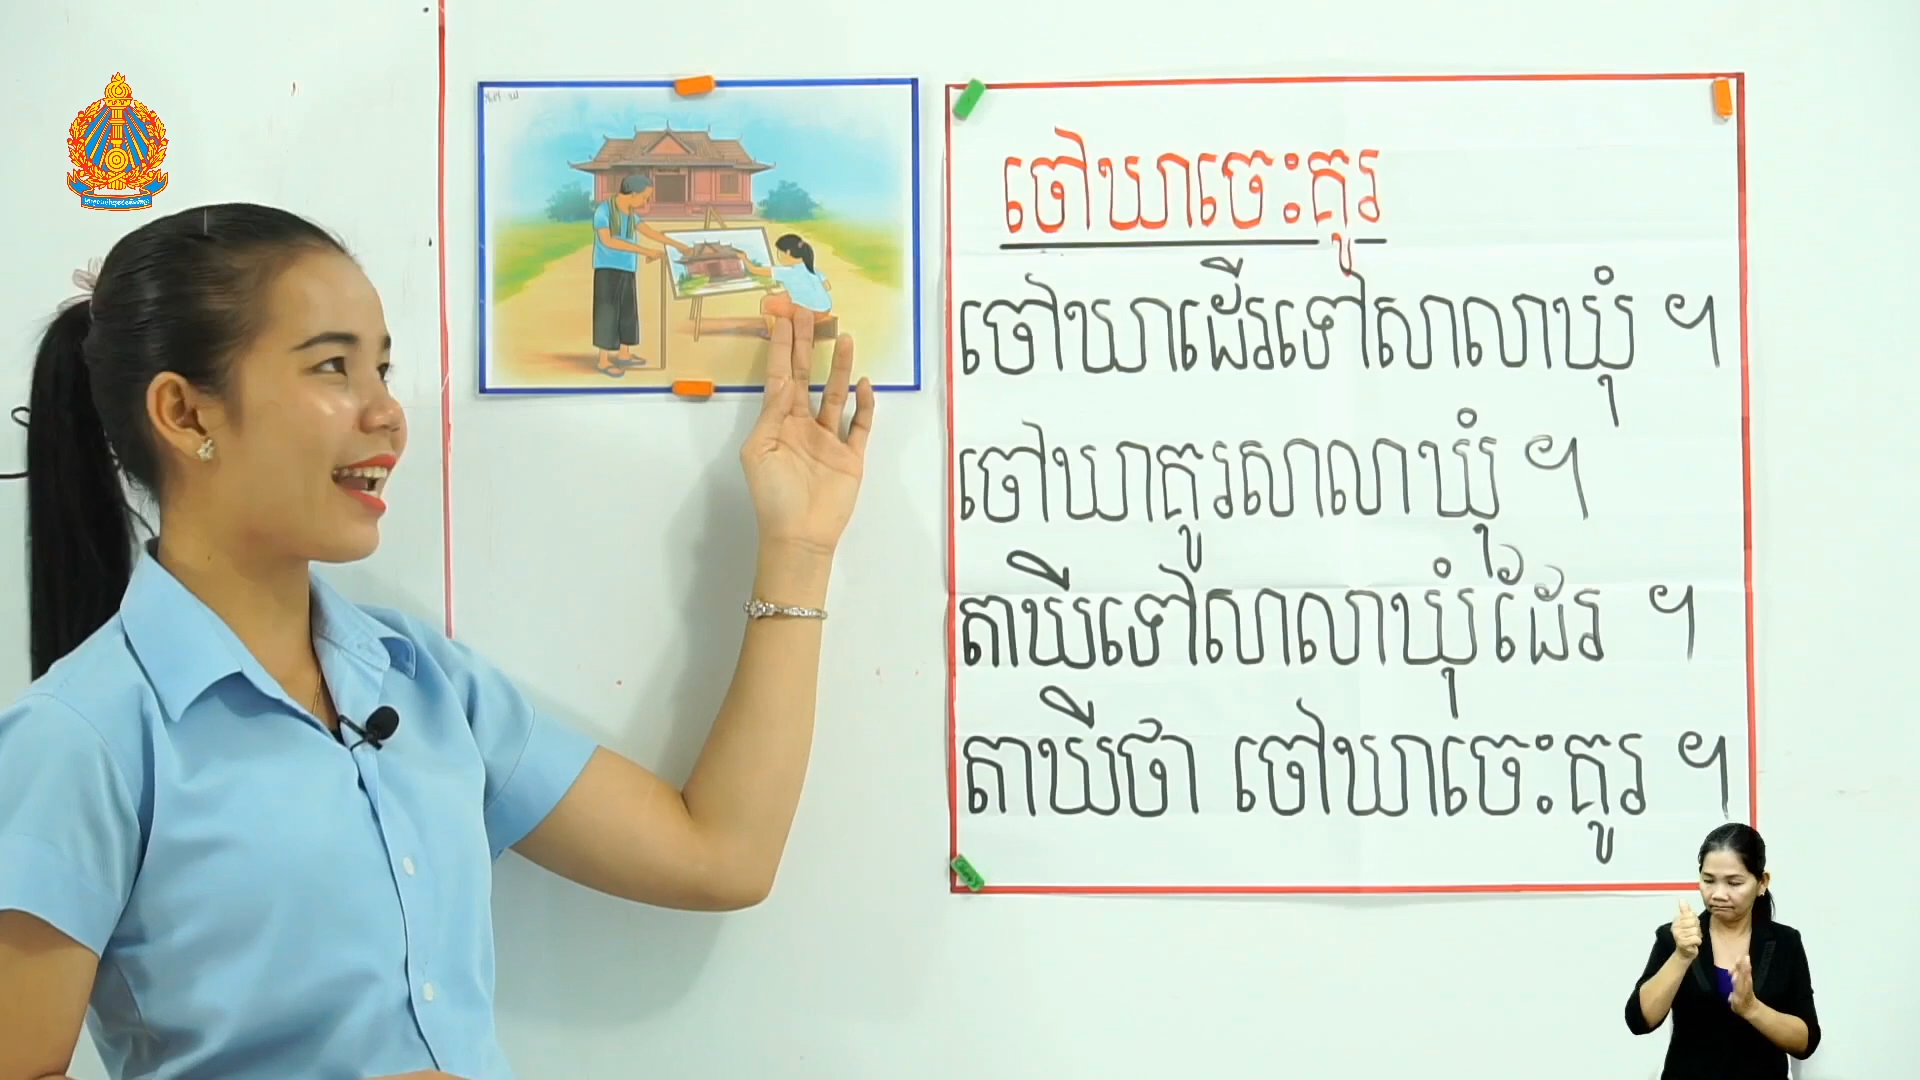 ចៅឃាចេះគូរ
ចៅឃាដើរទៅសាលាឃុំ ។
ចៅឃាគូរសាលាឃុំ ។
តាឃីទៅសាលាឃុំដែរ ។
តាឃីថា ចៅឃាចេះគូរ ។